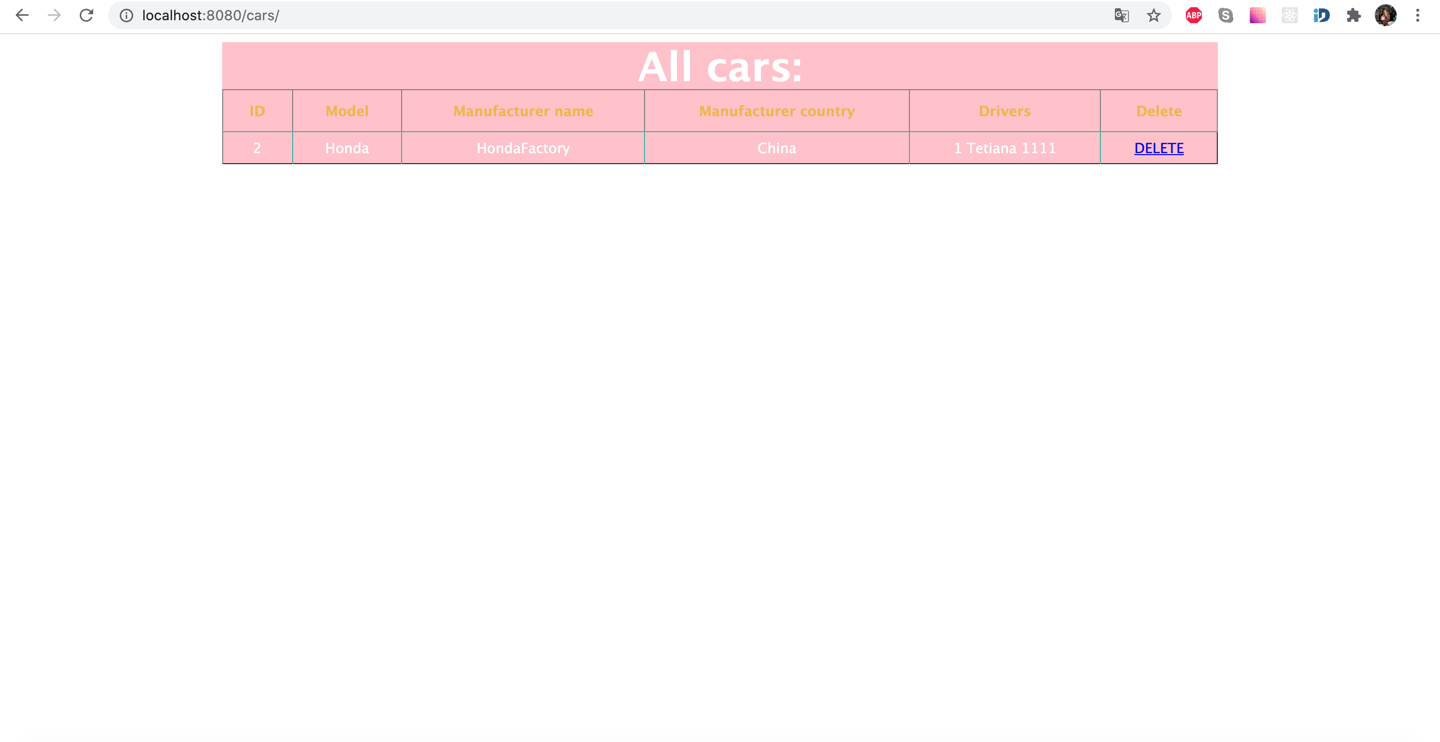 localhost:8080/cars/
ABP
S
iD
All cars:
ID Model Manufacturer name Manufacturer country Drivers Delete
2 Honda HondaFactory China 1 Tetiana 1111 DELETE